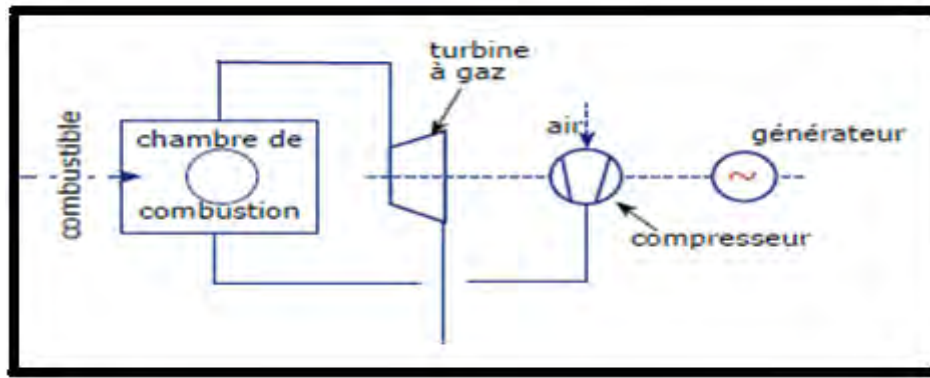 turbine
à gaz
combustible
chambre de
combustion
air
générateur
~
compresseur